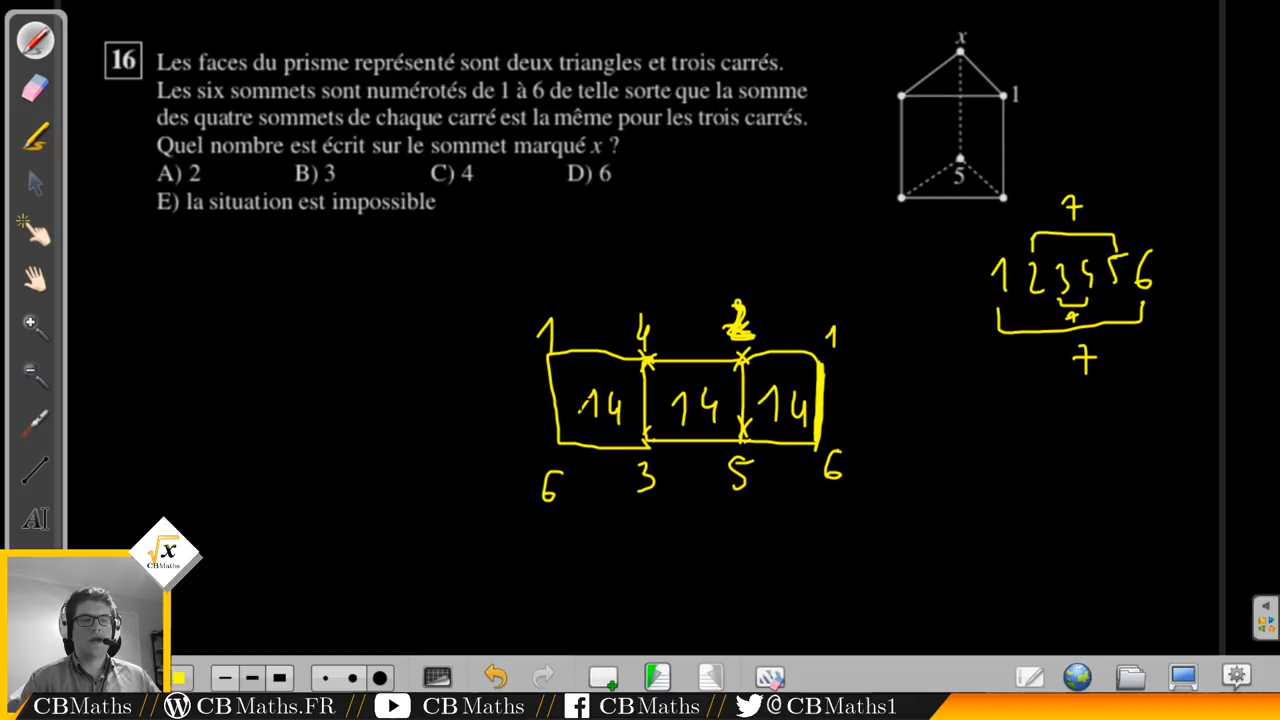 16 Les faces du prisme représenté sont deux triangles et trois carrés.
Les six sommets sont numérotés de 1 à 6 de telle sorte que la somme
des quatre sommets de chaque carré est la même pour les trois carrés.
Quel nombre est écrit sur le sommet marqué x ?
A) 2 B) 3 C) 4 D) 6
E) la situation est impossible
x
1
5
7
1 2 3 4 5 6
7
1 4 2 1
14 14 14
6 3 5 6
AI
√x
CBMaths
CBMaths // CBMaths.FR // CBMaths // CBMaths // @CBMaths1 //